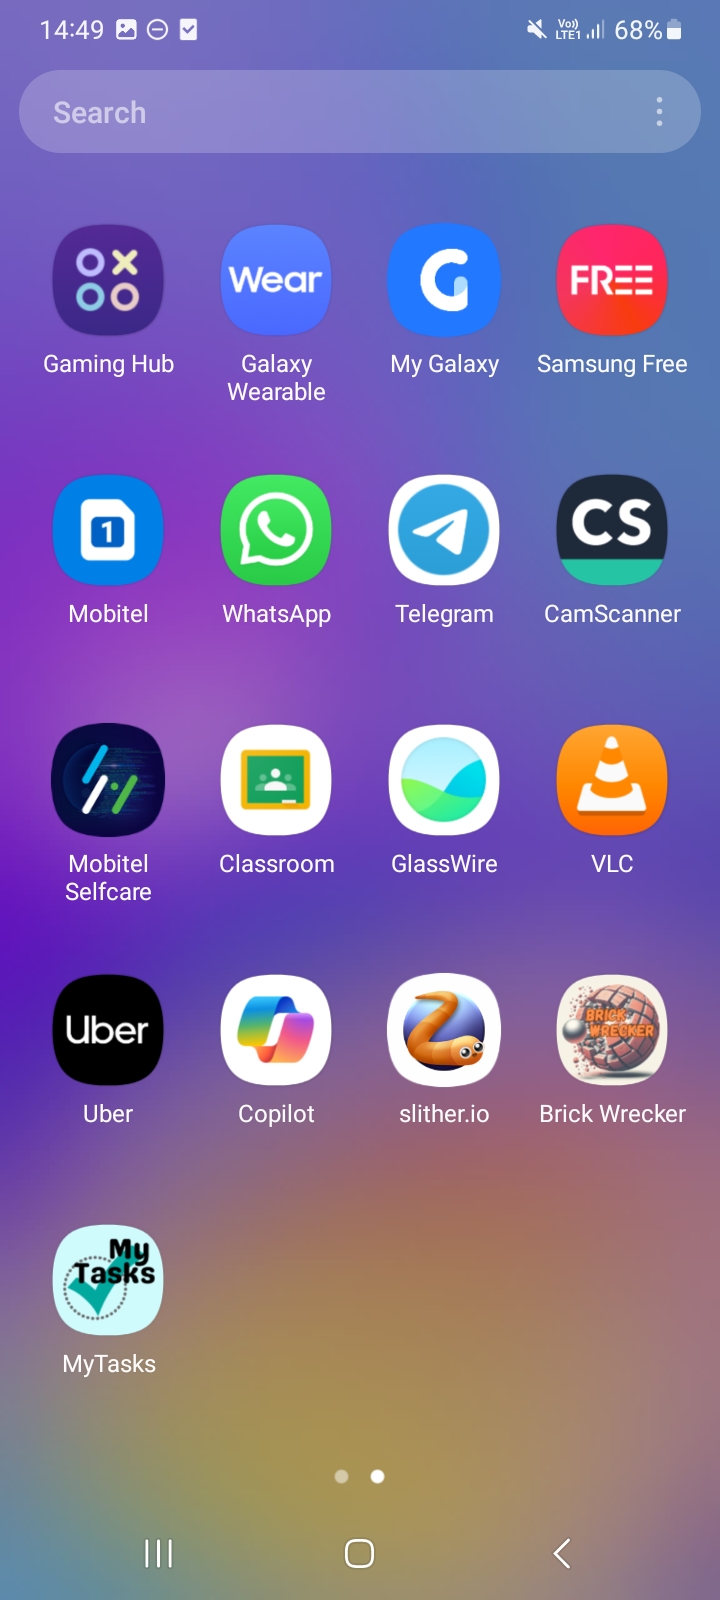 14:49 Vo)) LTE1 68%
Search
Wear FREE
Gaming Hub Galaxy Wearable My Galaxy Samsung Free
1 CS
Mobitel WhatsApp Telegram CamScanner
Mobitel Selfcare Classroom GlassWire VLC
Uber BRICK WRECKER
Uber Copilot slither.io Brick Wrecker
My
Tasks
MyTasks